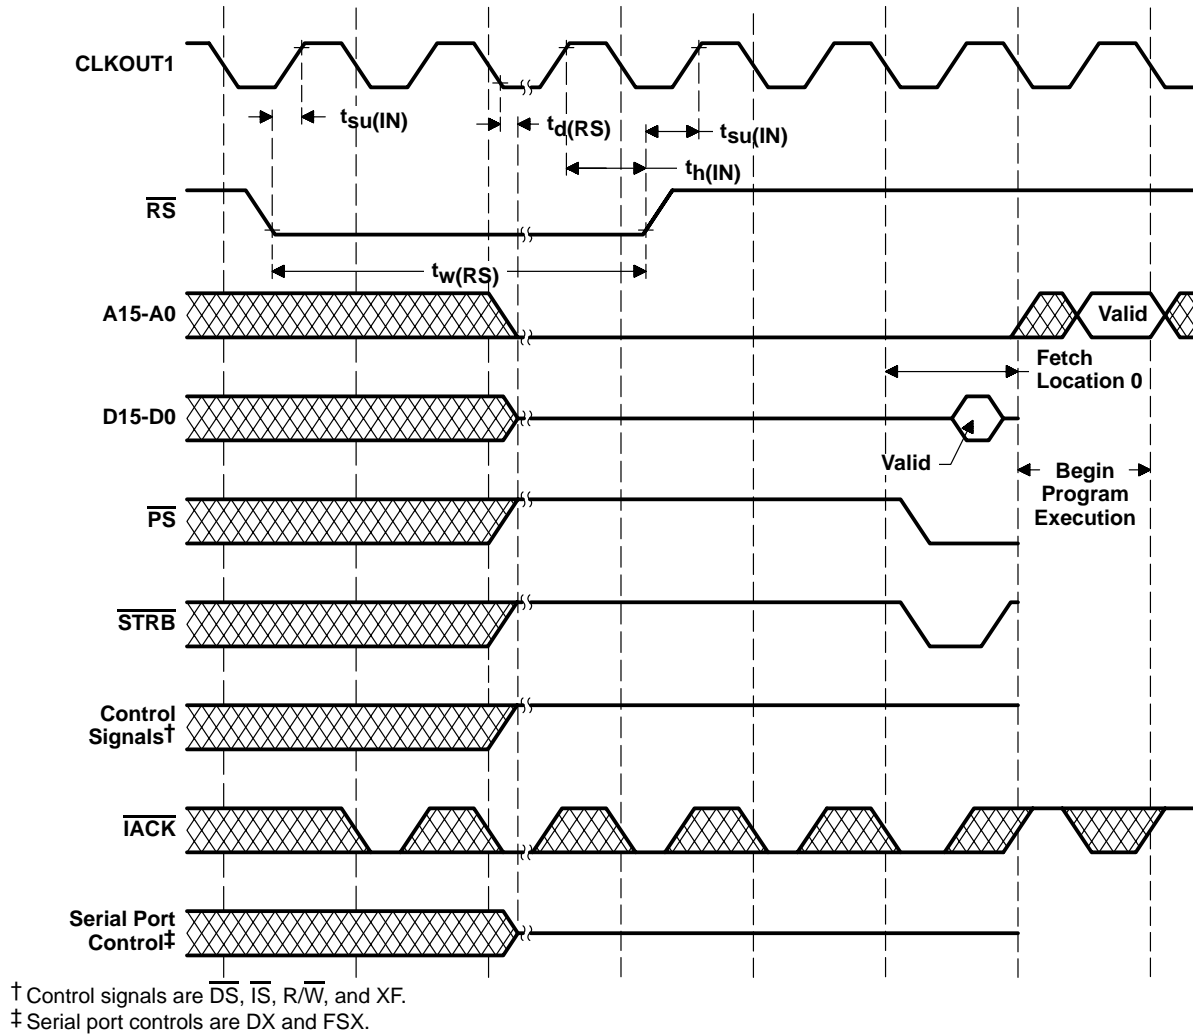 CLKOUT1
tsu(IN)
td(RS)
tsu(IN)
th(IN)
RS
tw(RS)
A15-A0
Valid
Fetch
Location 0
D15-D0
Valid
Begin
Program
Execution
PS
STRB
Control
Signals†
IACK
Serial Port
Control‡
† Control signals are DS, IS, R/W, and XF.
‡ Serial port controls are DX and FSX.